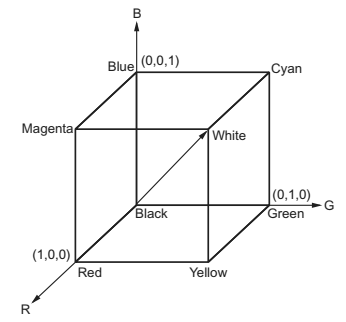 B
Blue (0,0,1)
Cyan
Magenta
White
(0,1,0)
Black
Green
G
(1,0,0)
Red
Yellow
R